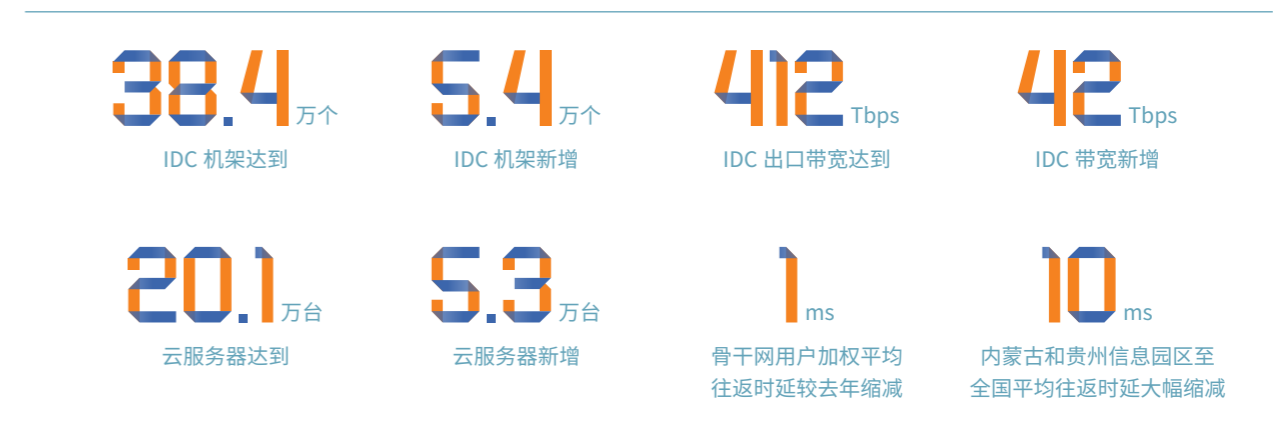 38.4万个
IDC 机架达到
5.4万个
IDC 机架新增
412Tbps
IDC 出口带宽达到
42Tbps
IDC 带宽新增
20.1万台
云服务器达到
5.3万台
云服务器新增
1ms
骨干网用户加权平均
往返时延较去年缩减
10ms
内蒙古和贵州信息园区至
全国平均往返时延大幅缩减